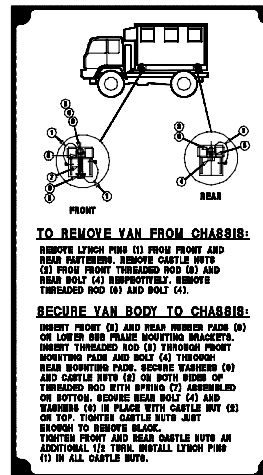 FRONT
REAR
TO REMOVE VAN FROM CHASSIS:
REMOVE LYNCH PINS (1) FROM FRONT AND
REAR FASTENERS. REMOVE CASTLE NUTS
(2) FROM FRONT THREADED ROD (3) AND
REAR BOLT (4) RESPECTIVELY. REMOVE
THREADED ROD (3) AND BOLT (4).
SECURE VAN BODY TO CHASSIS:
INSERT FRONT (5) AND REAR RUBBER PADS
ON LOWER SUB FRAME MOUNTING BRACKETS.
INSERT THREADED ROD (3) THROUGH FRONT
MOUNTING PADS AND BOLT (4) THROUGH
REAR MOUNTING PADS. SECURE WASHERS (6)
AND CASTLE NUTS (2) ON BOTH SIDES OF
THREADED ROD WITH SPRING (7) ASSEMBLED
ON BOTTOM. SECURE REAR BOLT (4) AND
WASHERS (6) IN PLACE WITH CASTLE NUT (2)
ON TOP. TIGHTEN CASTLE NUTS JUST
ENOUGH TO REMOVE SLACK.
TIGHTEN FRONT AND REAR CASTLE NUTS AN
ADDITIONAL 1/2 TURN. INSTALL LYNCH PINS
(1) IN ALL CASTLE NUTS.